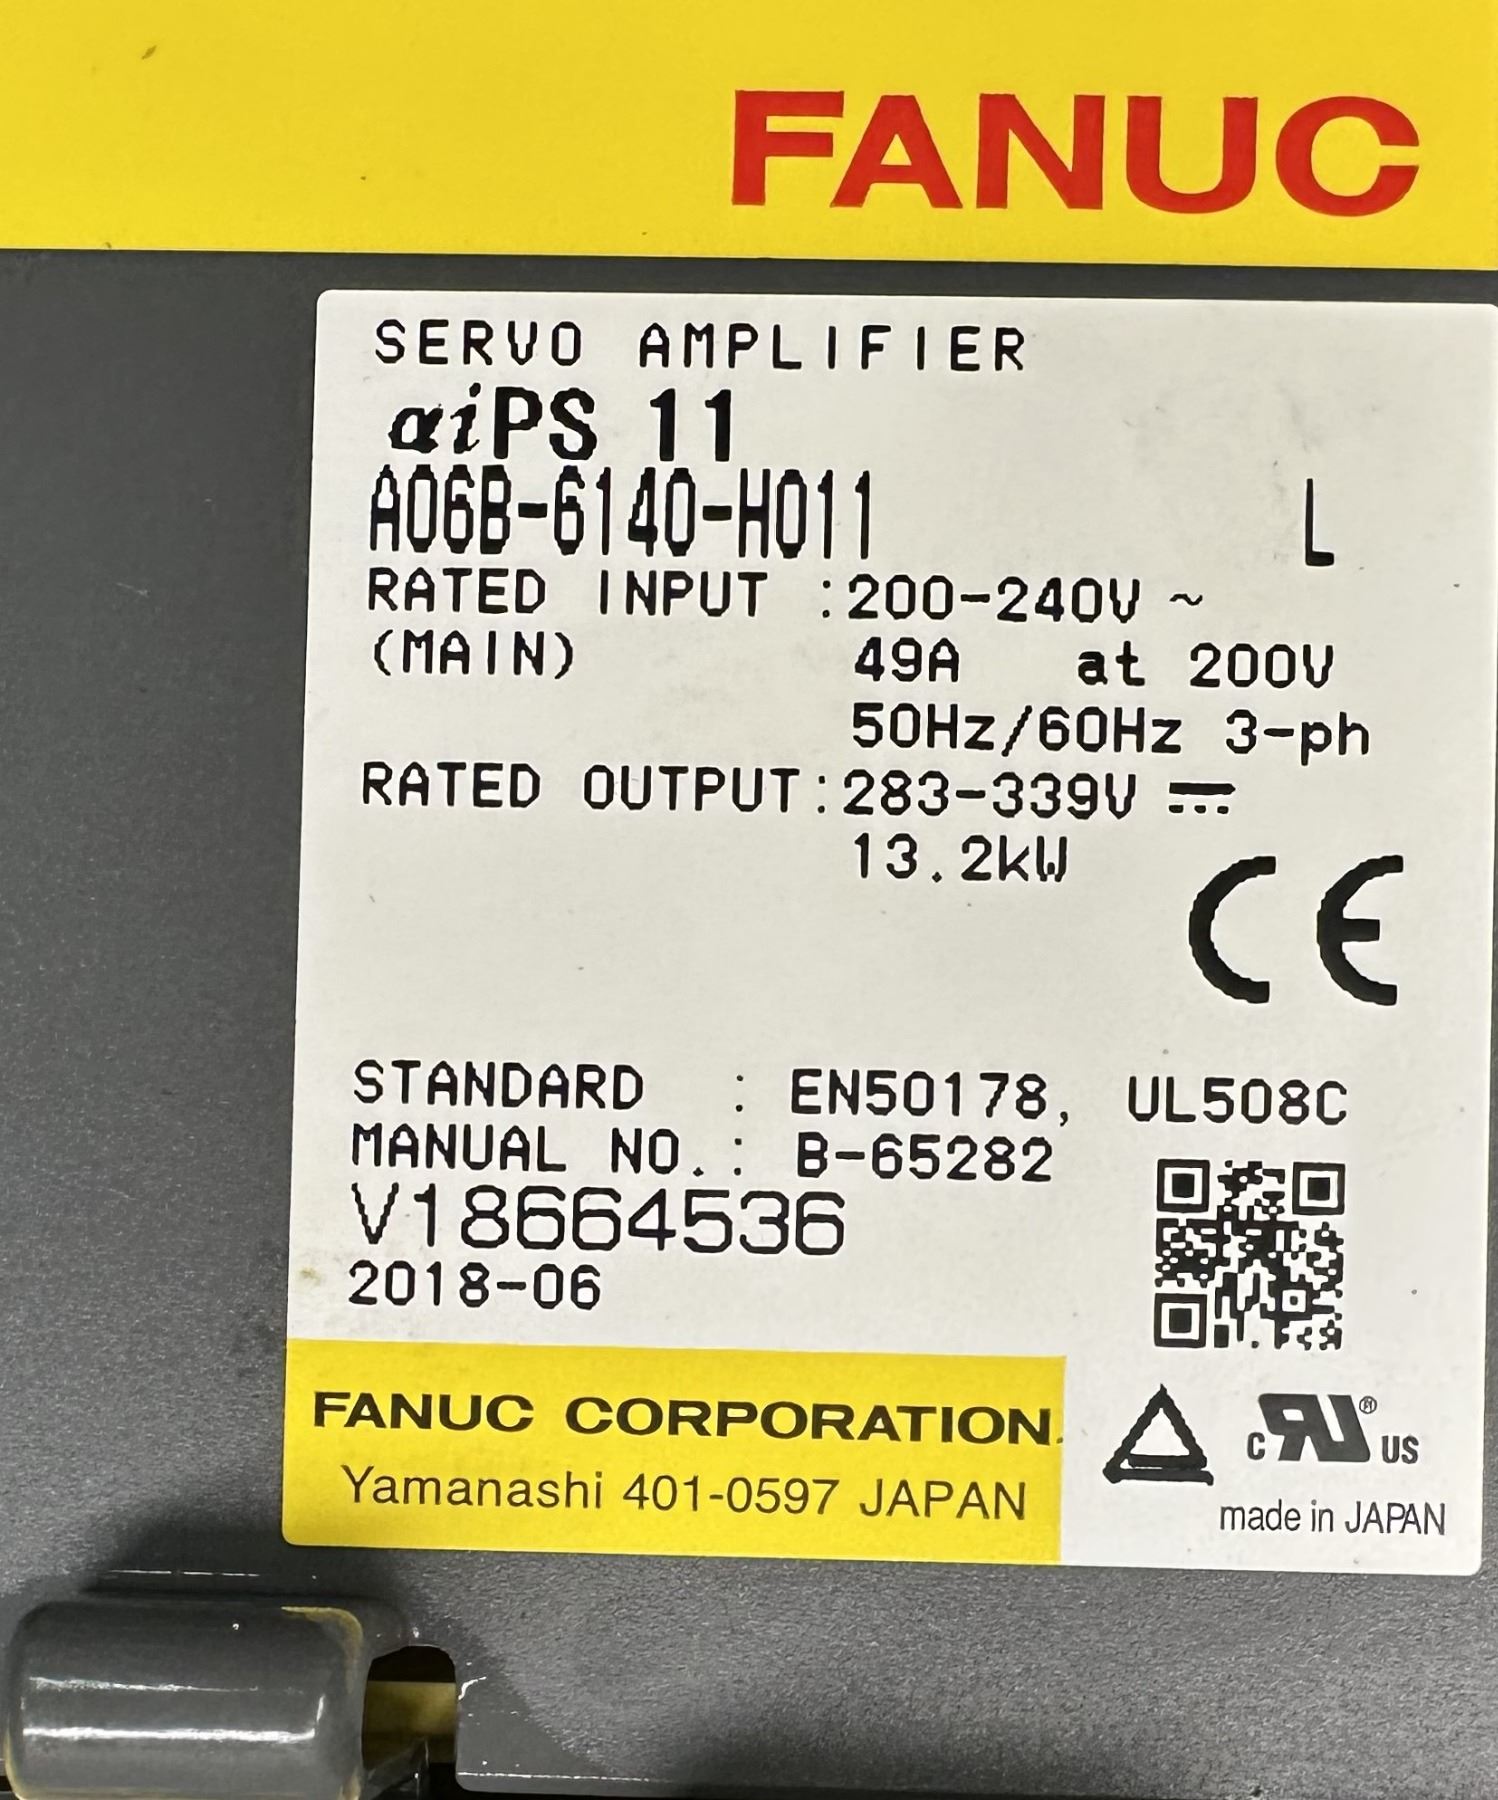 FANUC
SERVO AMPLIFIER
αiPS 11
A06B-6140-H011 L
RATED INPUT :200-240V ~
(MAIN) 49A at 200V
50Hz/60Hz 3-ph
RATED OUTPUT:283-339V ⎓
13.2kW
CE
STANDARD : EN50178, UL508C
MANUAL NO.: B-65282
V18664536
2018-06
FANUC CORPORATION
Yamanashi 401-0597 JAPAN
c RU ® US
made in JAPAN